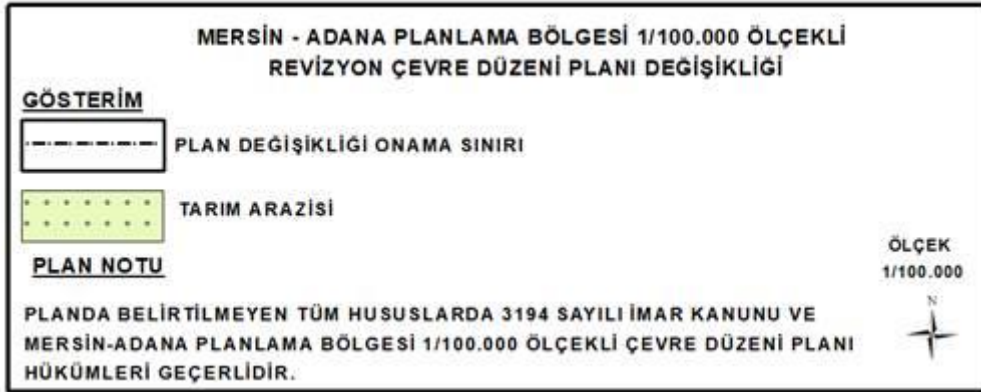 MERSİN - ADANA PLANLAMA BÖLGESİ 1/100.000 ÖLÇEKLİ
REVİZYON ÇEVRE DÜZENİ PLANI DEĞİŞİKLİĞİ
GÖSTERİM
PLAN DEĞİŞİKLİĞİ ONAMA SINIRI
TARIM ARAZİSİ
ÖLÇEK
1/100.000
PLAN NOTU
N
PLANDA BELİRTİLMEYEN TÜM HUSUSLARDA 3194 SAYILI İMAR KANUNU VE
MERSİN-ADANA PLANLAMA BÖLGESİ 1/100.000 ÖLÇEKLİ ÇEVRE DÜZENİ PLANI
HÜKÜMLERİ GEÇERLİDİR.